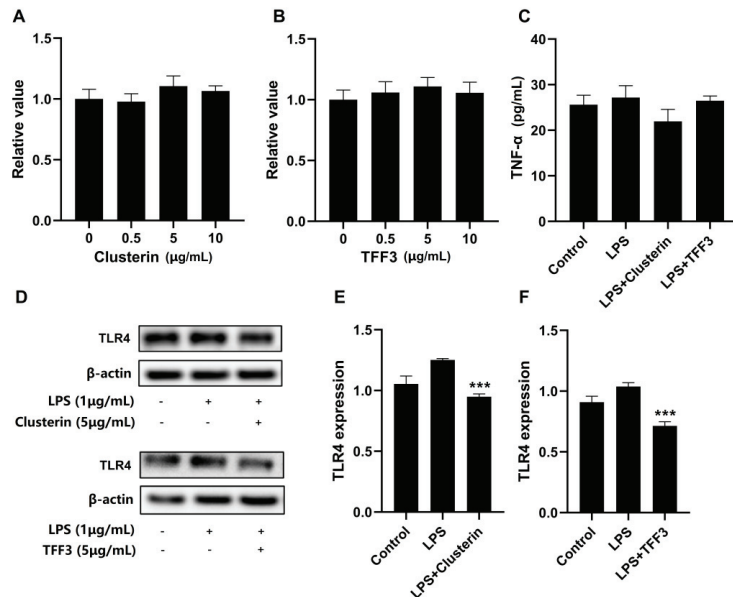 A
Relative value
1.5
1.0
0.5
0.0
0 0.5 5 10
Clusterin (μg/mL)
B
Relative value
1.5
1.0
0.5
0.0
0 0.5 5 10
TFF3 (μg/mL)
C
TNF-α (pg/mL)
40
30
20
10
0
Control
LPS
LPS+Clusterin
LPS+TFF3
D
TLR4
β-actin
LPS (1μg/mL) - + +
Clusterin (5μg/mL) - - +
TLR4
β-actin
LPS (1μg/mL) - + +
TFF3 (5μg/mL) - - +
E
TLR4 expression
1.5
1.0
0.5
0.0
***
Control
LPS
LPS+Clusterin
F
TLR4 expression
1.5
1.0
0.5
0.0
***
Control
LPS
LPS+TFF3